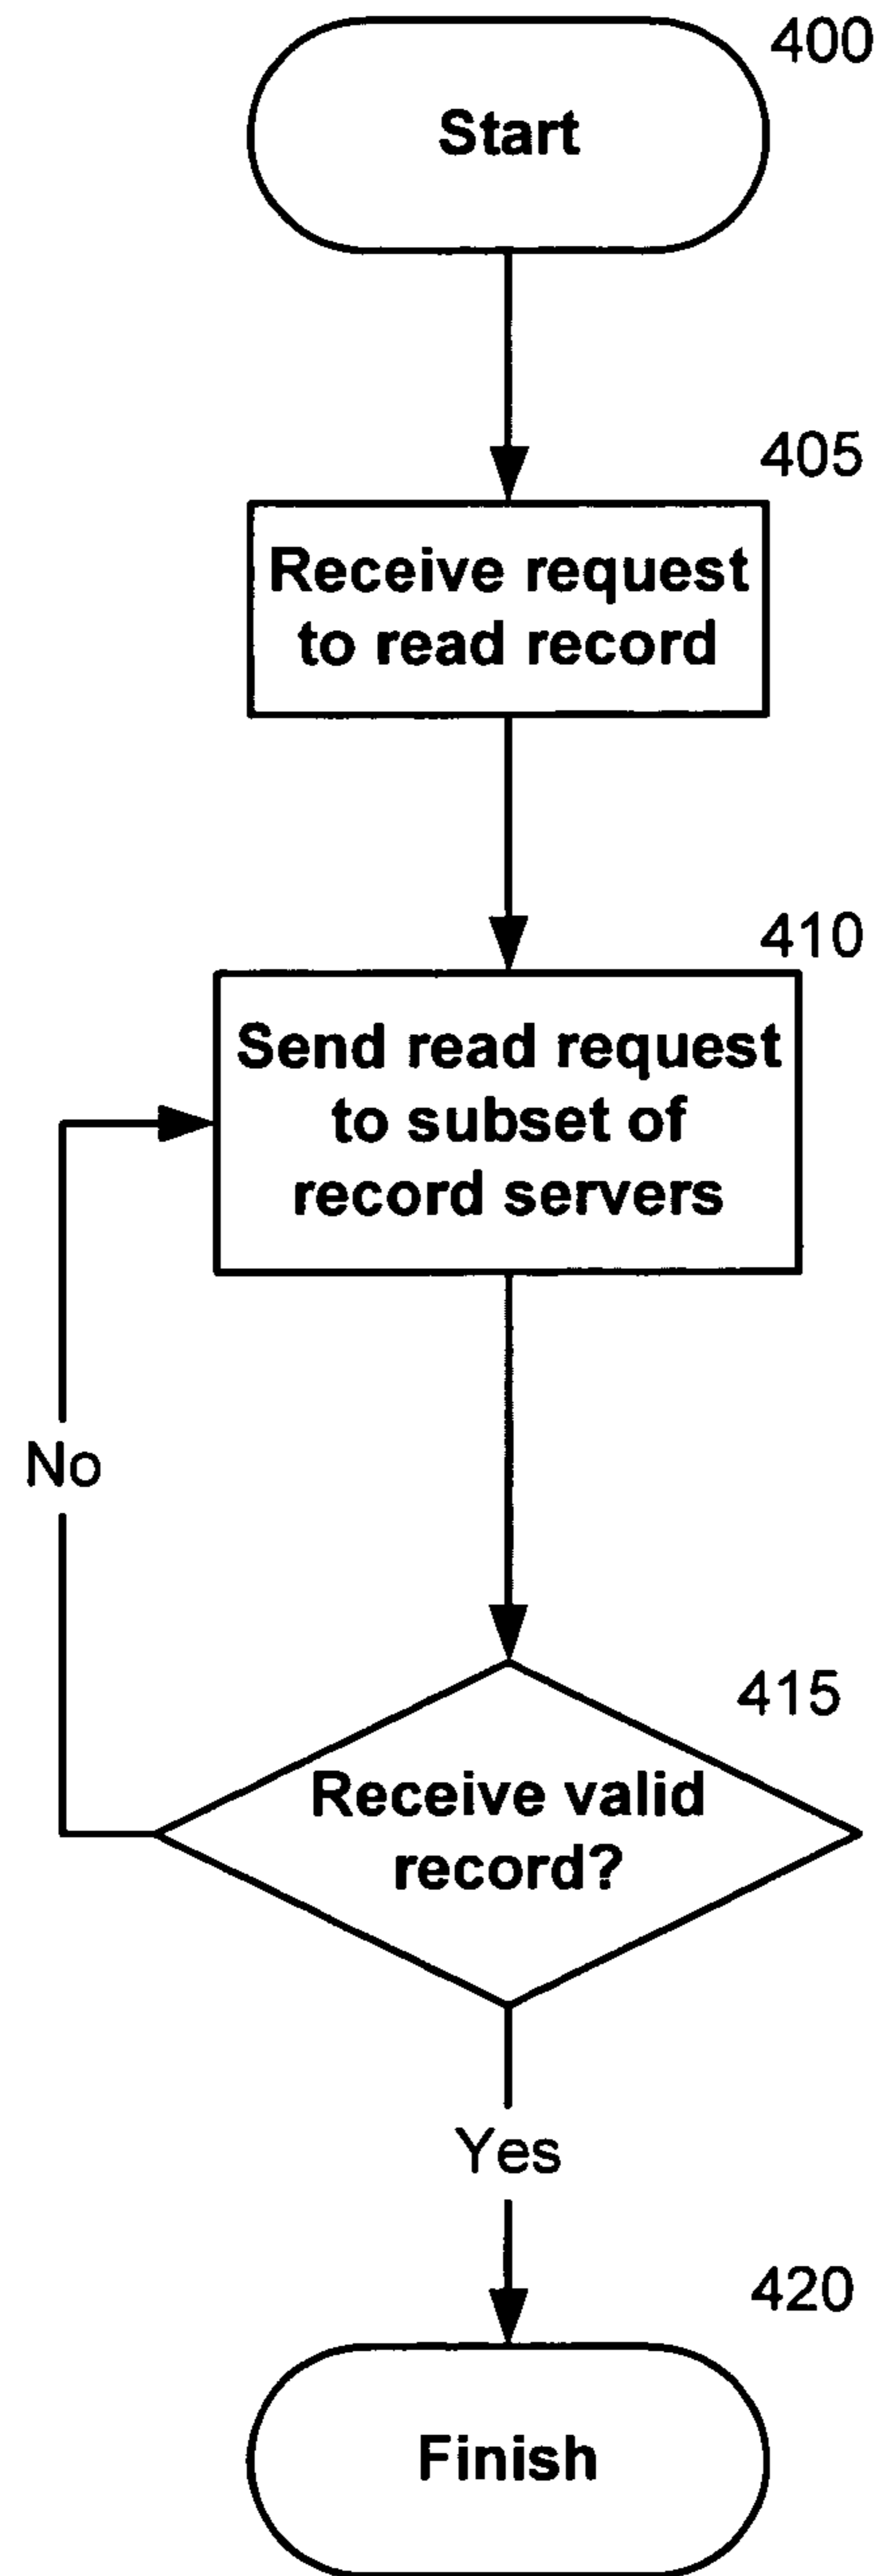 400
Start
405
Receive request
to read record
410
Send read request
to subset of
record servers
No
415
Receive valid
record?
Yes
420
Finish